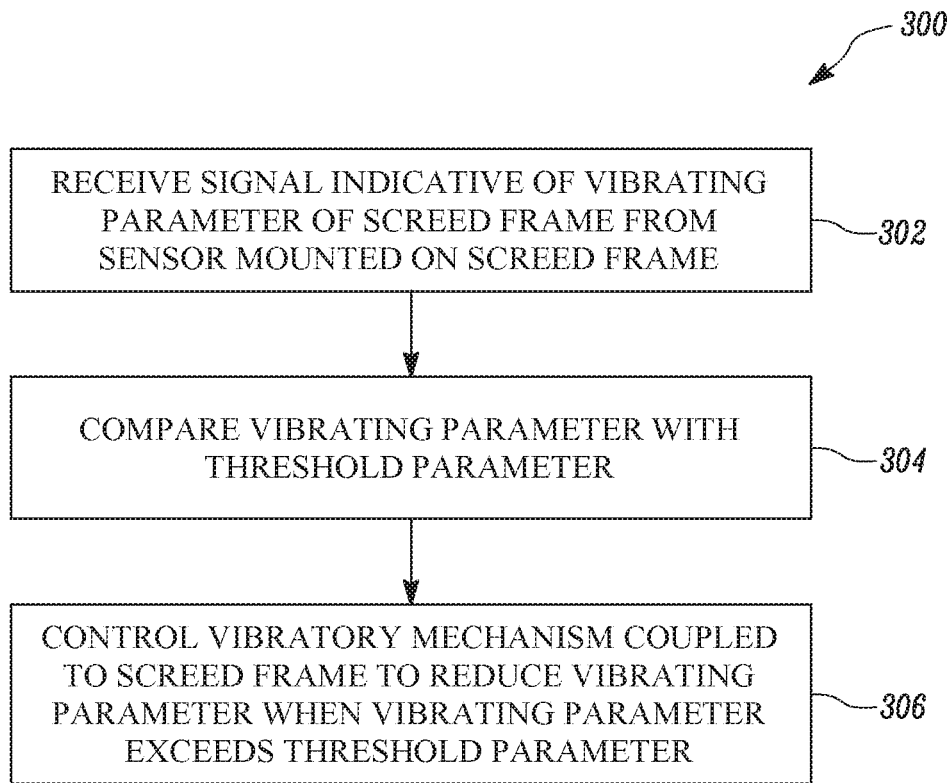 300
RECEIVE SIGNAL INDICATIVE OF VIBRATING
PARAMETER OF SCREED FRAME FROM
SENSOR MOUNTED ON SCREED FRAME
302
COMPARE VIBRATING PARAMETER WITH
THRESHOLD PARAMETER
304
CONTROL VIBRATORY MECHANISM COUPLED
TO SCREED FRAME TO REDUCE VIBRATING
PARAMETER WHEN VIBRATING PARAMETER
EXCEEDS THRESHOLD PARAMETER
306